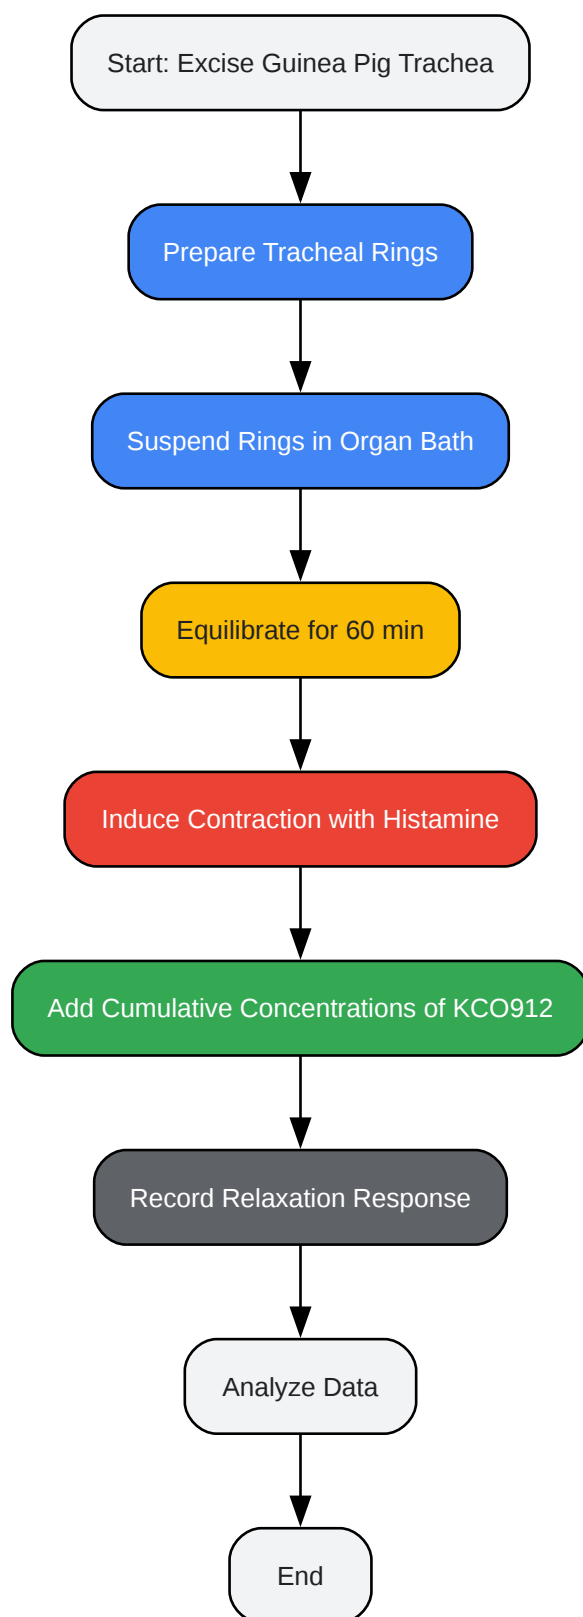 Start: Excise Guinea Pig Trachea
Prepare Tracheal Rings
Suspend Rings in Organ Bath
Equilibrate for 60 min
Induce Contraction with Histamine
Add Cumulative Concentrations of KCO912
Record Relaxation Response
Analyze Data
End